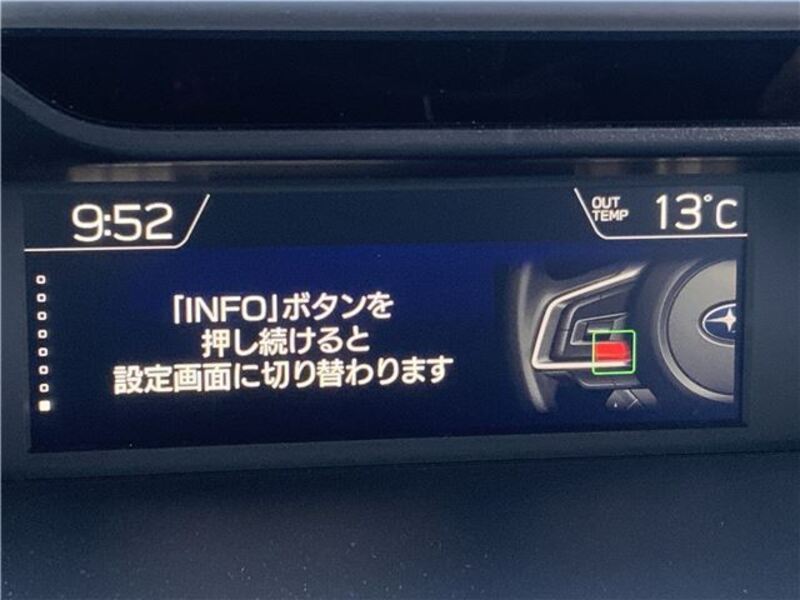 9:52
OUT
TEMP
13°C
「INFO」ボタンを
押し続けると
設定画面に切り替わります